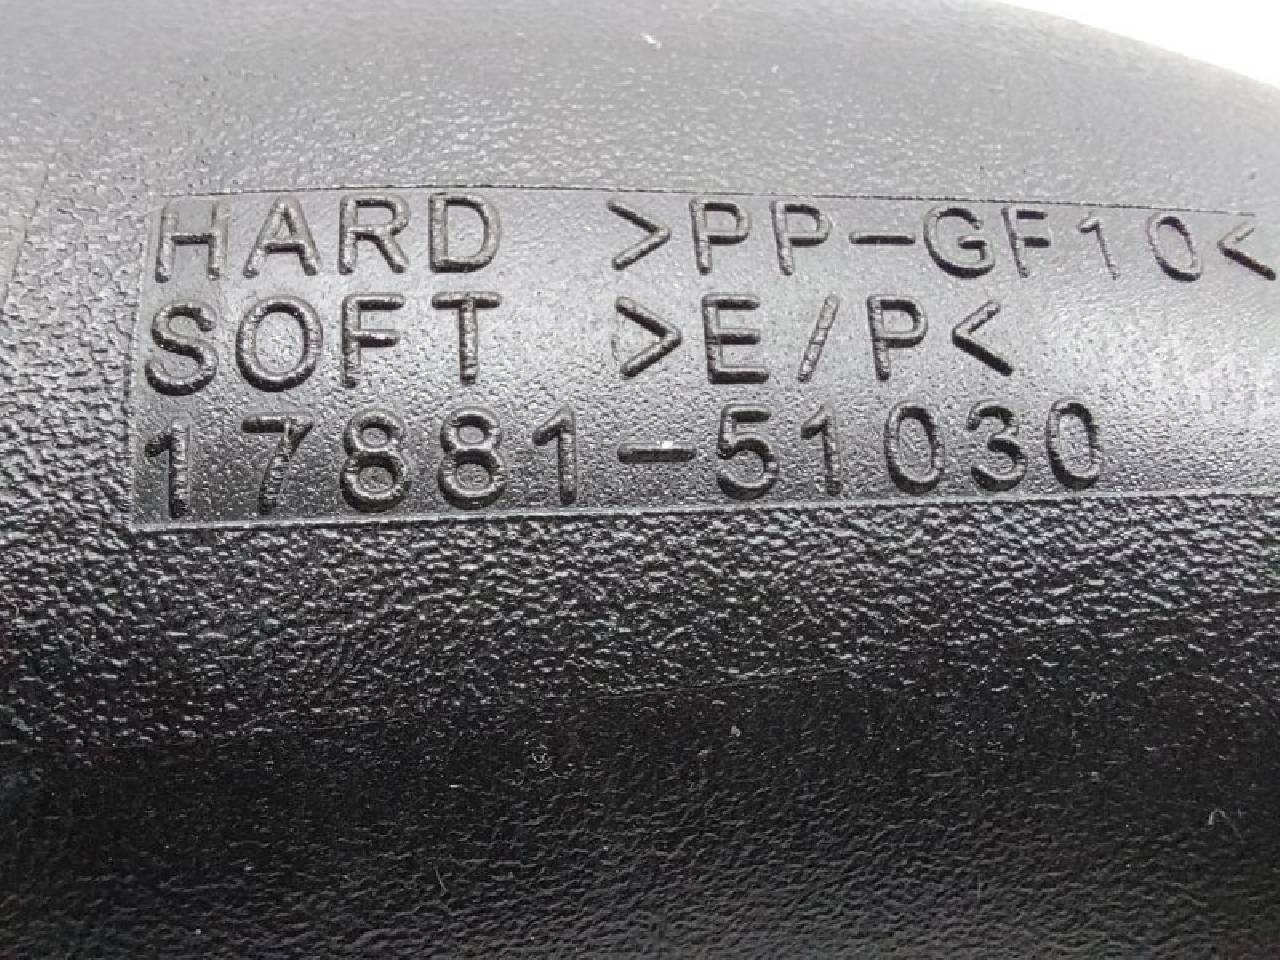 HARD >PP-GF10<
SOFT >E/P<
17881-51030